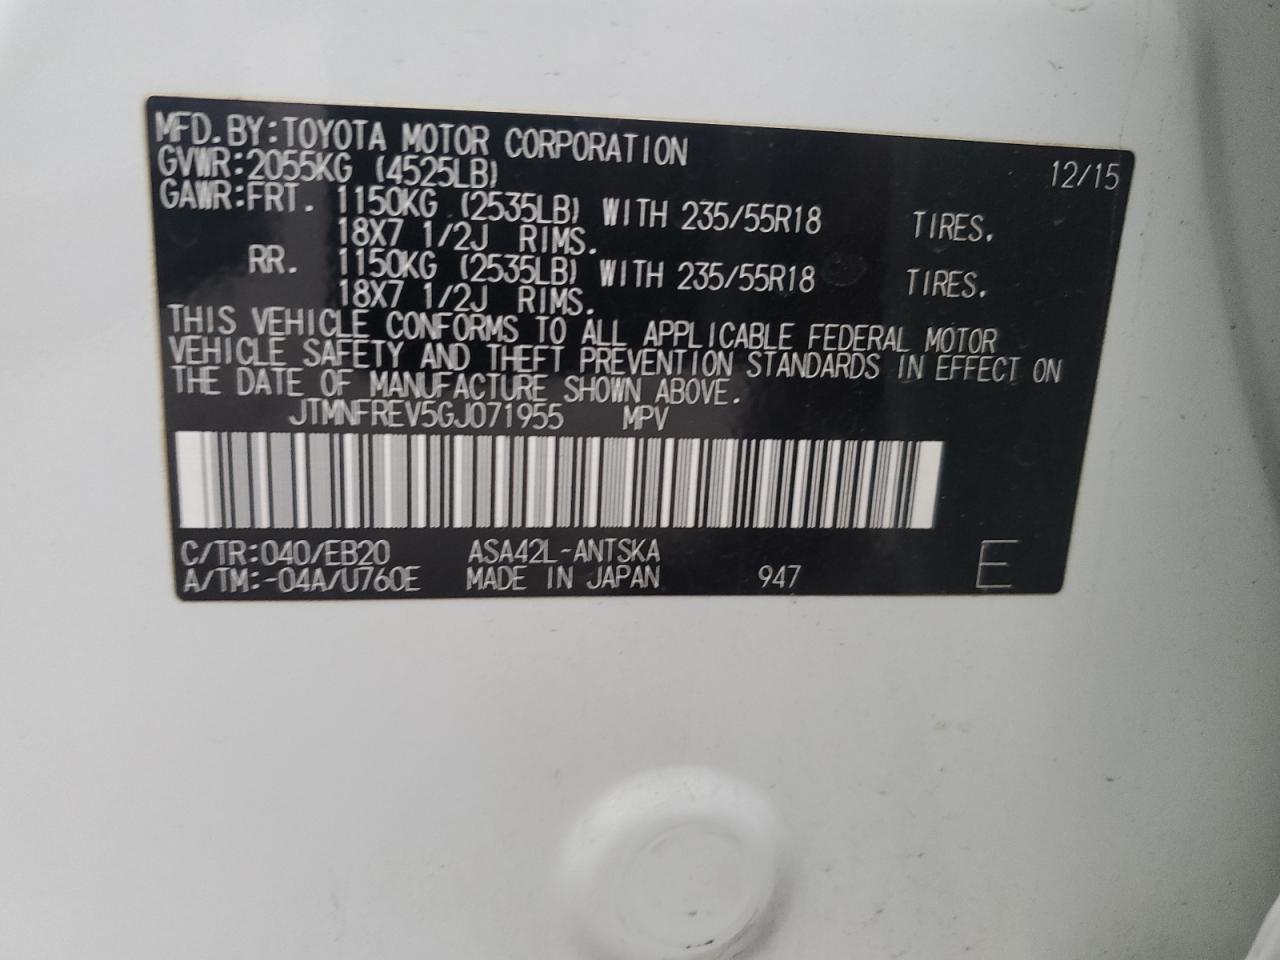 MFD.BY:TOYOTA MOTOR CORPORATION 12/15
GVWR:2055KG (4525LB)
GAWR:FRT. 1150KG (2535LB) WITH 235/55R18 TIRES.
18X7 1/2J RIMS.
RR. 1150KG (2535LB) WITH 235/55R18 TIRES.
18X7 1/2J RIMS.
THIS VEHICLE CONFORMS TO ALL APPLICABLE FEDERAL MOTOR
VEHICLE SAFETY AND THEFT PREVENTION STANDARDS IN EFFECT ON
THE DATE OF MANUFACTURE SHOWN ABOVE.
JTMNFREV5GJ071955 MPV
C/TR:040/EB20 ASA42L-ANTSKA
A/TM:-04A/U760E MADE IN JAPAN 947 E